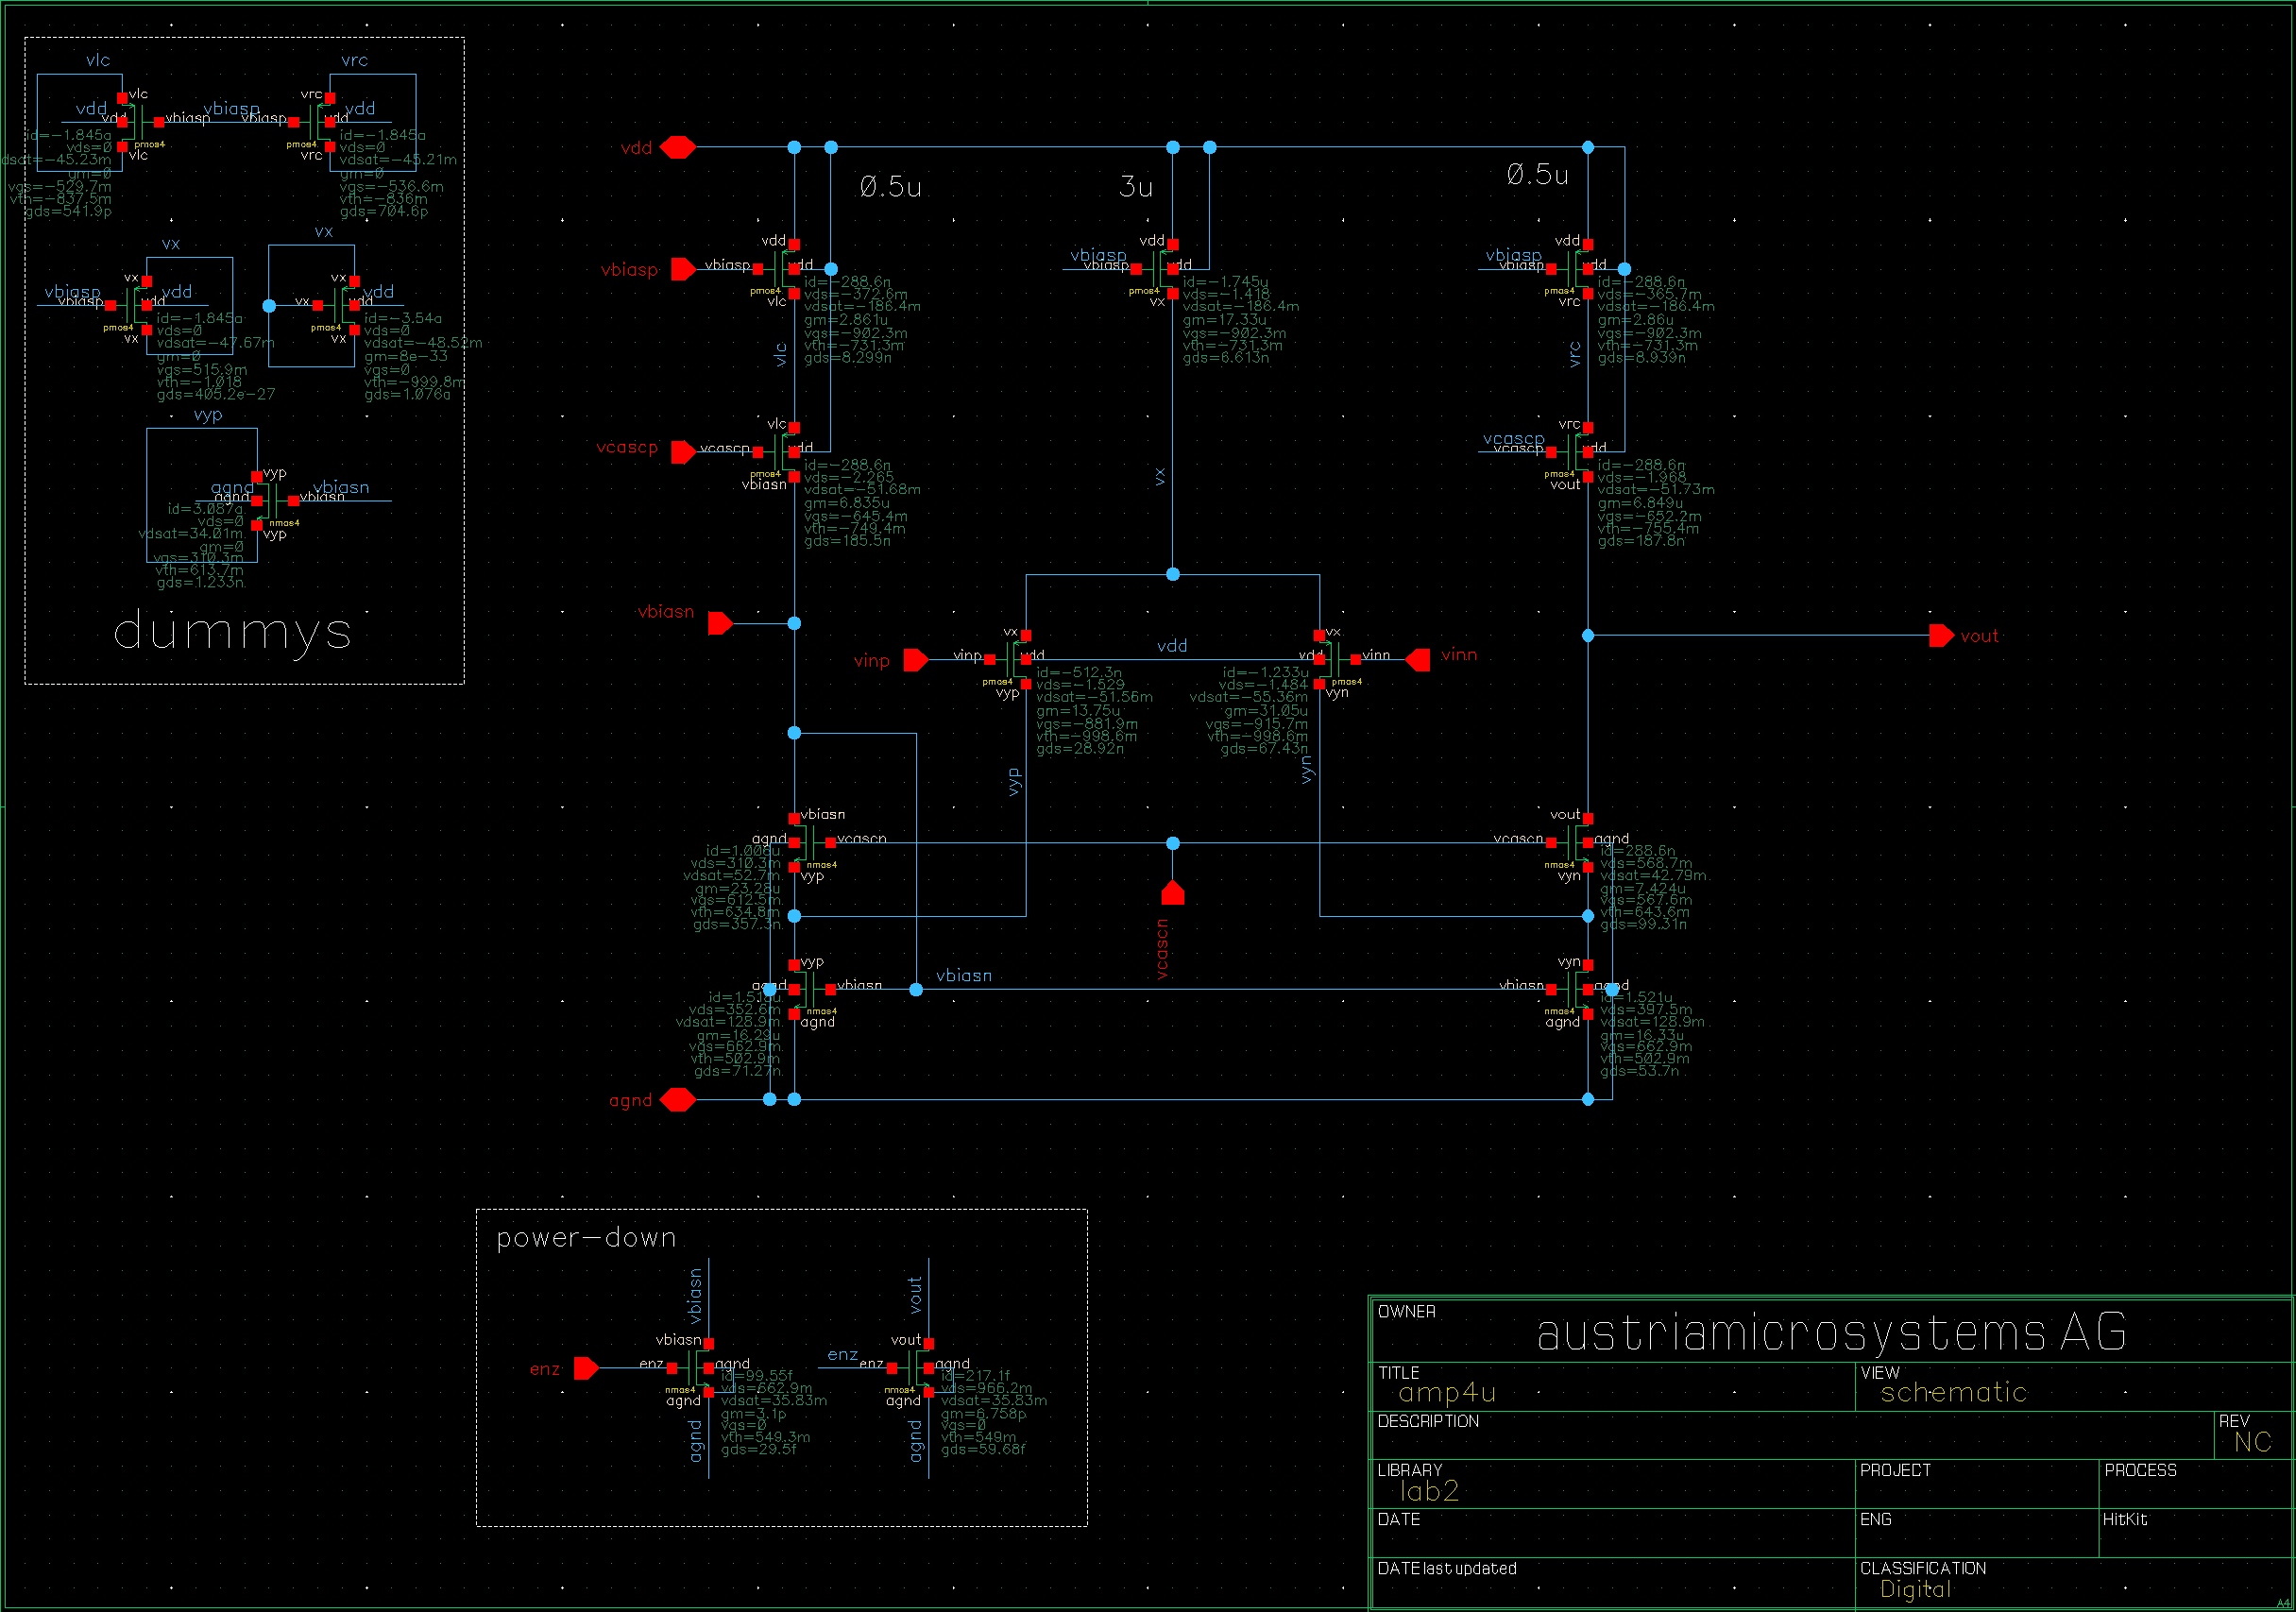 vlc
vrc
vlc
vrc
vdd
vbiasp
vdd
vdd
vbiasp
vbiasp
vdd
pmos4
pmos4
vlc
vrc
id=-1.845a
vds=0
vdsat=-45.21m
gm=0
vgs=-536.6m
vth=-836m
gds=704.6p
id=-1.845a
vds=0
dsat=-45.23m
gm=0
vgs=-529.7m
vth=-837.5m
gds=541.9p
vx
vx
vx
vx
vbiasp
vdd
vdd
vbiasp
vdd
vx
vdd
pmos4
pmos4
vx
vx
id=-1.845a
vds=0
vdsat=-47.67m
gm=0
vgs=515.9m
vth=-1.018
gds=405.2e-27
id=-3.54a
vds=0
vdsat=-48.52m
gm=8e-33
vgs=0
vth=-999.8m
gds=1.076a
vyp
vyp
agnd
vbiasn
agnd
vbiasn
nmos4
vyp
id=3.087a
vds=0
vdsat=34.01m
gm=0
vgs=310.3m
vth=613.7m
gds=1.233n
dummys
vdd
0.5u
3u
0.5u
vdd
vbiasp
vbiasp
vdd
pmos4
vlc
id=-288.6n
vds=-372.6m
vdsat=-186.4m
gm=2.861u
vgs=-902.3m
vth=-731.3m
gds=8.299n
vlc
vdd
vbiasp
vbiasp
vdd
pmos4
vx
id=-1.745u
vds=-1.418
vdsat=-186.4m
gm=17.33u
vgs=-902.3m
vth=-731.3m
gds=6.613n
vx
vdd
vbiasp
vbiasp
vdd
pmos4
vrc
id=-288.6n
vds=-365.7m
vdsat=-186.4m
gm=2.86u
vgs=-902.3m
vth=-731.3m
gds=8.939n
vrc
vlc
vcascp
vcascp
vdd
pmos4
vbiasn
id=-288.6n
vds=-2.265
vdsat=-51.68m
gm=6.835u
vgs=-645.4m
vth=-749.4m
gds=185.5n
vrc
vcascp
vcascp
vdd
pmos4
vout
id=-288.6n
vds=-1.968
vdsat=-51.73m
gm=6.849u
vgs=-652.2m
vth=-755.4m
gds=187.8n
vbiasn
vout
vx
vx
vinp
vinp
vdd
vdd
vdd
vinn
vinn
pmos4
pmos4
vyp
vyn
id=-512.3n
vds=-1.529
vdsat=-51.56m
gm=13.75u
vgs=-881.9m
vth=-998.6m
gds=28.92n
id=-1.233u
vds=-1.484
vdsat=-55.36m
gm=31.05u
vgs=-915.7m
vth=-998.6m
gds=67.43n
vyp
vyn
vbiasn
agnd
vcascn
nmos4
vyp
id=1.006u
vds=310.3m
vdsat=52.7m
gm=23.28u
vgs=612.5m
vth=634.8m
gds=357.3n
vout
vcascn
agnd
nmos4
vyn
id=288.6n
vds=568.7m
vdsat=42.79m
gm=7.424u
vgs=567.6m
vth=643.6m
gds=99.31n
vcascn
vyp
agnd
vbiasn
vbiasn
nmos4
agnd
id=1.518u
vds=352.6m
vdsat=128.9m
gm=16.29u
vgs=662.9m
vth=502.9m
gds=71.27n
vyn
vbiasn
agnd
nmos4
agnd
id=1.521u
vds=397.5m
vdsat=128.9m
gm=16.33u
vgs=662.9m
vth=502.9m
gds=53.7n
agnd
power-down
vbiasn
vout
vbiasn
vout
enz
enz
agnd
enz
enz
agnd
nmos4
nmos4
agnd
agnd
id=99.55f
vds=662.9m
vdsat=35.83m
gm=3.1p
vgs=0
vth=549.3m
gds=29.5f
id=217.1f
vds=966.2m
vdsat=35.83m
gm=6.758p
vgs=0
vth=549m
gds=59.68f
agnd
agnd
OWNER
austriamicrosystems AG
TITLE
amp4u
VIEW
schematic
DESCRIPTION
REV
NC
LIBRARY
lab2
PROJECT
PROCESS
DATE
ENG
HitKit
DATE last updated
CLASSIFICATION
Digital
A4